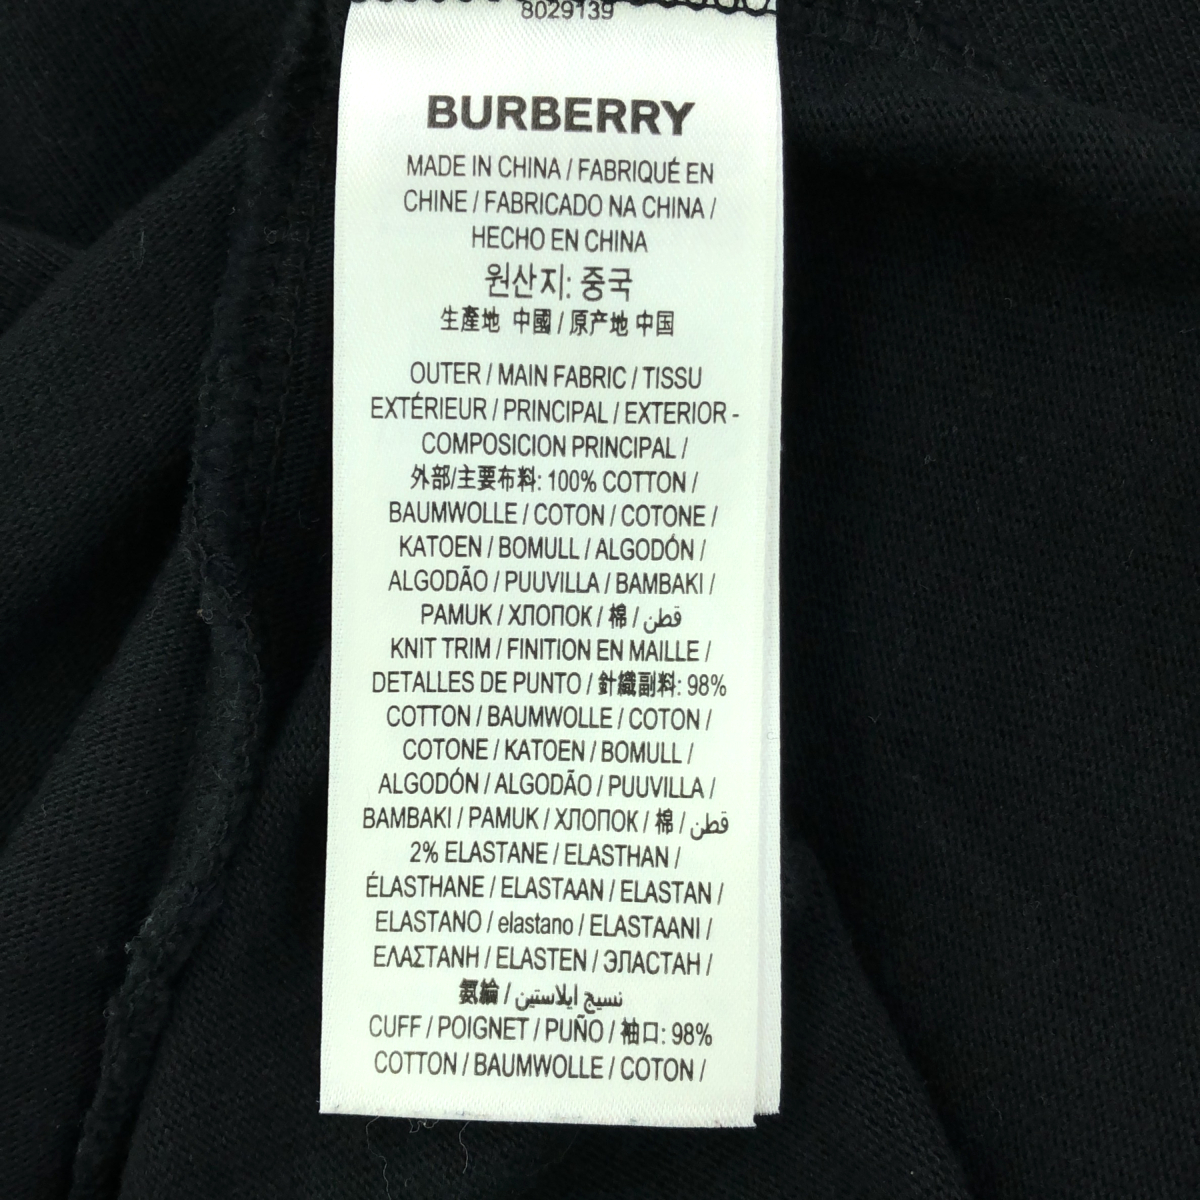 8029139
BURBERRY
MADE IN CHINA / FABRIQUÉ EN
CHINE / FABRICADO NA CHINA /
HECHO EN CHINA
원산지: 중국
生產地 中國 / 原产地 中国
OUTER / MAIN FABRIC / TISSU
EXTÉRIEUR / PRINCIPAL / EXTERIOR -
COMPOSICION PRINCIPAL /
外部/主要布料: 100% COTTON /
BAUMWOLLE / COTON / COTONE /
KATOEN / BOMULL / ALGODÓN /
ALGODÃO / PUUVILLA / BAMBAKI /
PAMUK / ХЛОПОК / 棉 / قطن
KNIT TRIM / FINITION EN MAILLE /
DETALLES DE PUNTO / 針織副料: 98%
COTTON / BAUMWOLLE / COTON /
COTONE / KATOEN / BOMULL /
ALGODÓN / ALGODÃO / PUUVILLA /
BAMBAKI / PAMUK / ХЛОПОК / 棉 / قطن
2% ELASTANE / ELASTHAN /
ÉLASTHANE / ELASTAAN / ELASTAN /
ELASTANO / elastano / ELASTAANI /
ΕΛΑΣΤΑΝΗ / ELASTEN / ЭЛАСТАН /
氨綸 / نسيج ايلاستين
CUFF / POIGNET / PUÑO / 袖口: 98%
COTTON / BAUMWOLLE / COTON /